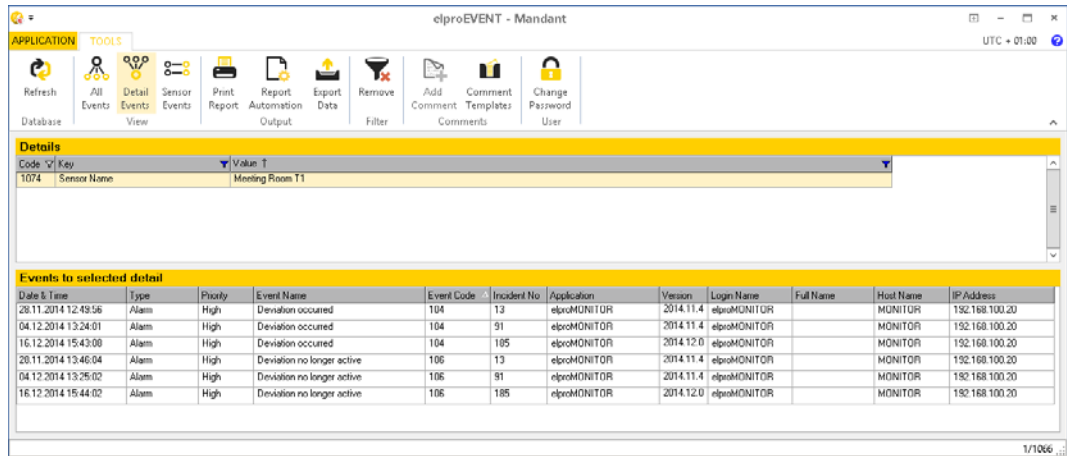 elproEVENT - Mandant
APPLICATION TOOLS UTC + 01:00
Refresh All Events Detail Events Sensor Events Print Report Report Automation Export Data Remove Add Comment Comment Templates Change Password
Database View Output Filter Comments User
Details
Code Key Value
1074 Sensor Name Meeting Room T1
Events to selected detail
Date & Time Type Priority Event Name Event Code Incident No Application Version Login Name Full Name Host Name IP Address
28.11.2014 12:49:56 Alarm High Deviation occurred 104 13 elproMONITOR 2014.11.4 elproMONITOR MONITOR 192.168.100.20
04.12.2014 13:24:01 Alarm High Deviation occurred 104 91 elproMONITOR 2014.11.4 elproMONITOR MONITOR 192.168.100.20
16.12.2014 15:43:08 Alarm High Deviation occurred 104 185 elproMONITOR 2014.12.0 elproMONITOR MONITOR 192.168.100.20
28.11.2014 13:46:04 Alarm High Deviation no longer active 106 13 elproMONITOR 2014.11.4 elproMONITOR MONITOR 192.168.100.20
04.12.2014 13:25:02 Alarm High Deviation no longer active 106 91 elproMONITOR 2014.11.4 elproMONITOR MONITOR 192.168.100.20
16.12.2014 15:44:02 Alarm High Deviation no longer active 106 185 elproMONITOR 2014.12.0 elproMONITOR MONITOR 192.168.100.20
1/1066